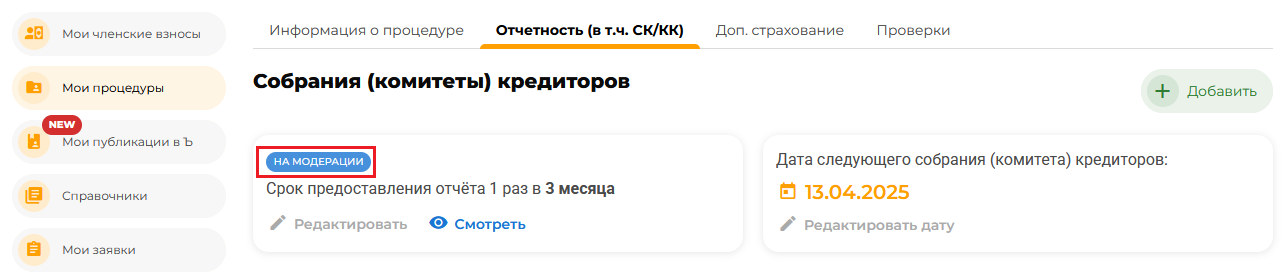 Мои членские взносы
Мои процедуры
NEW
Мои публикации в Ъ
Справочники
Мои заявки
Информация о процедуре
Отчетность (в т.ч. СК/КК)
Доп. страхование
Проверки
Собрания (комитеты) кредиторов
Добавить
НА МОДЕРАЦИИ
Срок предоставления отчёта 1 раз в 3 месяца
Редактировать
Смотреть
Дата следующего собрания (комитета) кредиторов:
13.04.2025
Редактировать дату